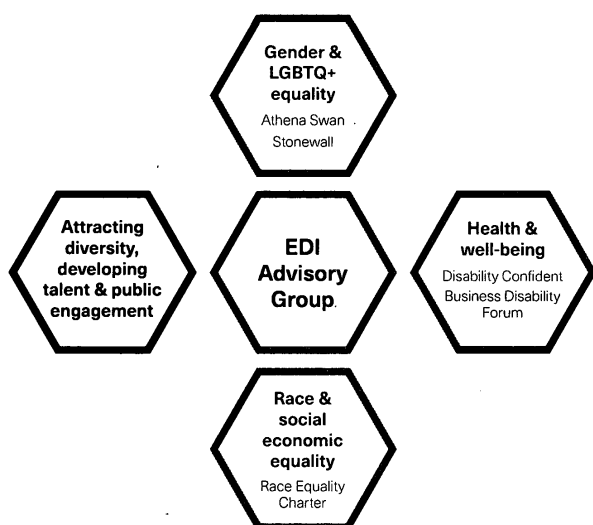 Gender &
LGBTQ+
equality
Athena Swan
Stonewall
Attracting
diversity,
developing
talent & public
engagement
EDI
Advisory
Group
Health &
well-being
Disability Confident
Business Disability
Forum
Race &
social
economic
equality
Race Equality
Charter